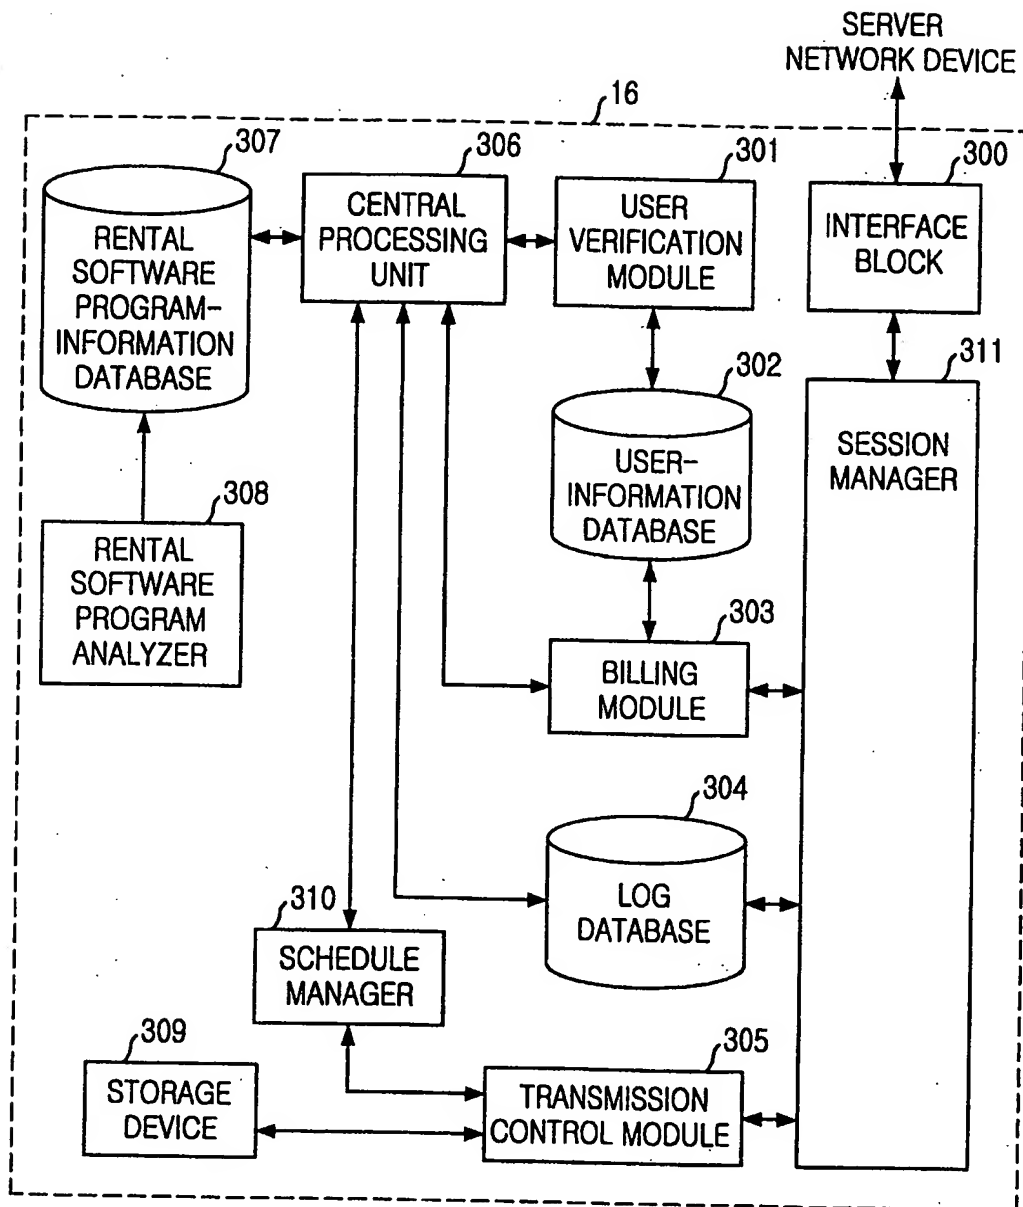 SERVER
NETWORK DEVICE
16
307
RENTAL
SOFTWARE
PROGRAM-
INFORMATION
DATABASE
306
CENTRAL
PROCESSING
UNIT
301
USER
VERIFICATION
MODULE
300
INTERFACE
BLOCK
302
USER-
INFORMATION
DATABASE
311
SESSION
MANAGER
308
RENTAL
SOFTWARE
PROGRAM
ANALYZER
303
BILLING
MODULE
304
LOG
DATABASE
310
SCHEDULE
MANAGER
309
STORAGE
DEVICE
305
TRANSMISSION
CONTROL MODULE